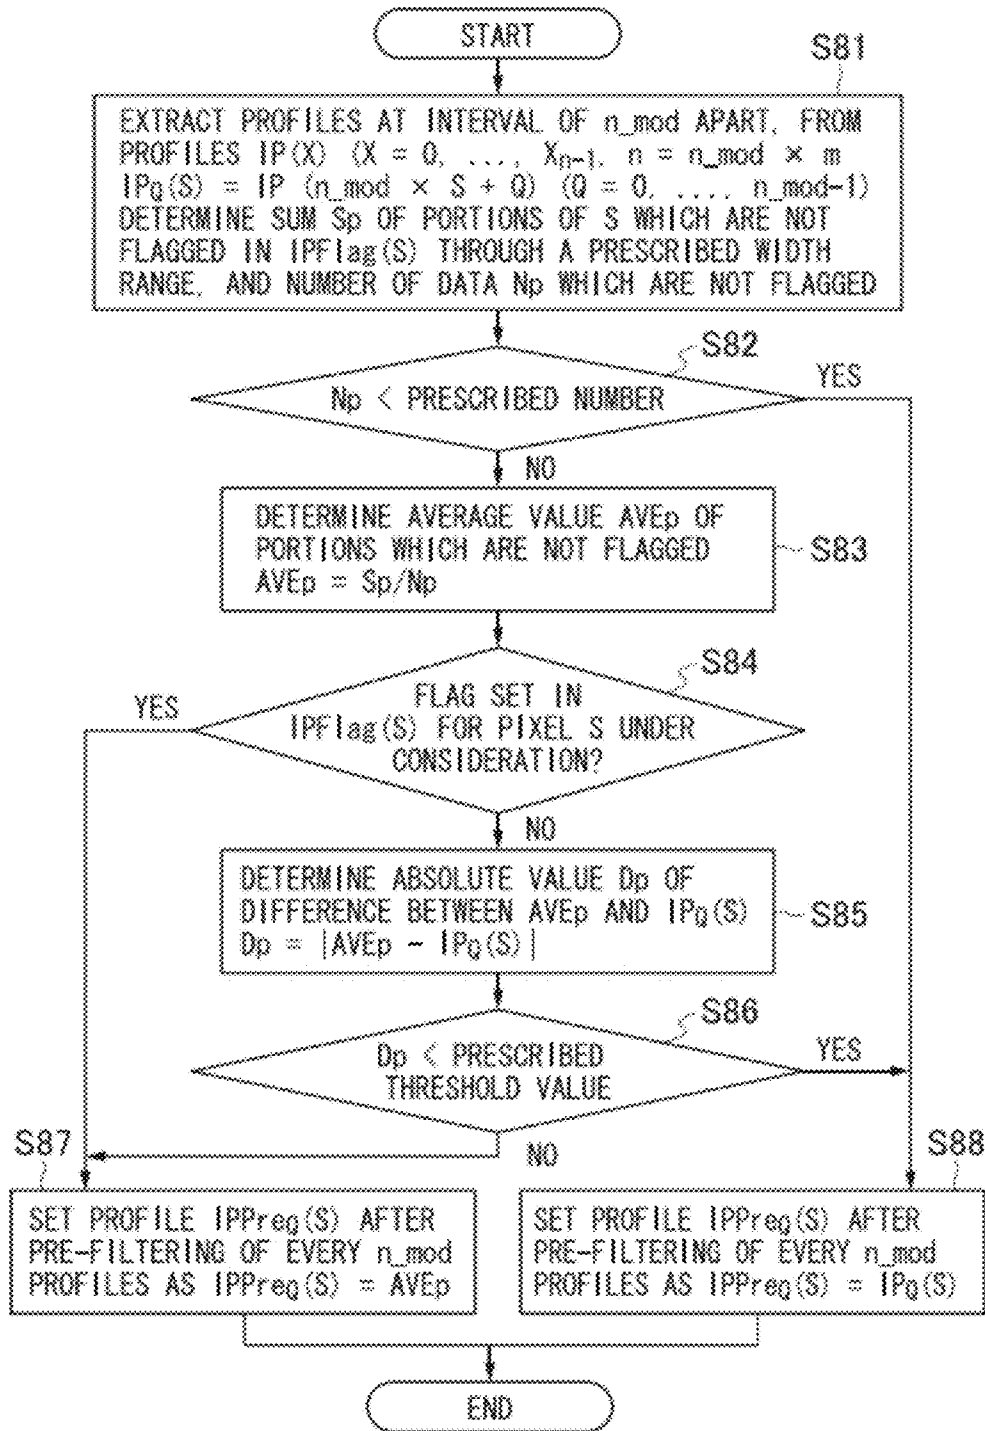 START
S81
EXTRACT PROFILES AT INTERVAL OF n_mod APART, FROM
PROFILES IP(X) (X = 0, ..., Xn-1, n = n_mod × m
IPQ(S) = IP (n_mod × S + Q) (Q = 0, ..., n_mod-1)
DETERMINE SUM Sp OF PORTIONS OF S WHICH ARE NOT
FLAGGED IN IPFlag(S) THROUGH A PRESCRIBED WIDTH
RANGE, AND NUMBER OF DATA Np WHICH ARE NOT FLAGGED
S82
Np < PRESCRIBED NUMBER
YES
NO
DETERMINE AVERAGE VALUE AVEp OF
PORTIONS WHICH ARE NOT FLAGGED
AVEp = Sp/Np
S83
S84
YES
FLAG SET IN
IPFlag(S) FOR PIXEL S UNDER
CONSIDERATION?
NO
DETERMINE ABSOLUTE VALUE Dp OF
DIFFERENCE BETWEEN AVEp AND IPQ(S)
Dp = |AVEp - IPQ(S)|
S85
S86
Dp < PRESCRIBED
THRESHOLD VALUE
YES
NO
S87
SET PROFILE IPPreQ(S) AFTER
PRE-FILTERING OF EVERY n_mod
PROFILES AS IPPreQ(S) = AVEp
S88
SET PROFILE IPPreQ(S) AFTER
PRE-FILTERING OF EVERY n_mod
PROFILES AS IPPreQ(S) = IPQ(S)
END